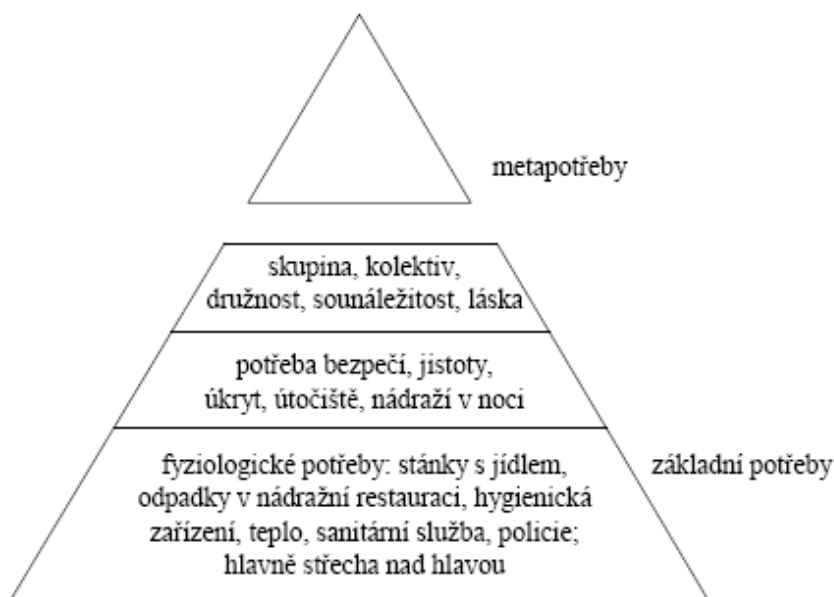 metapotřeby
skupina, kolektiv,
družnost, sounáležitost, láska
potřeba bezpečí, jistoty,
úkryt, útočiště, nádraží v noci
fyziologické potřeby: stánky s jídlem,
odpadky v nádražní restauraci, hygienická
zařízení, teplo, sanitární služba, policie;
hlavně střecha nad hlavou
základní potřeby